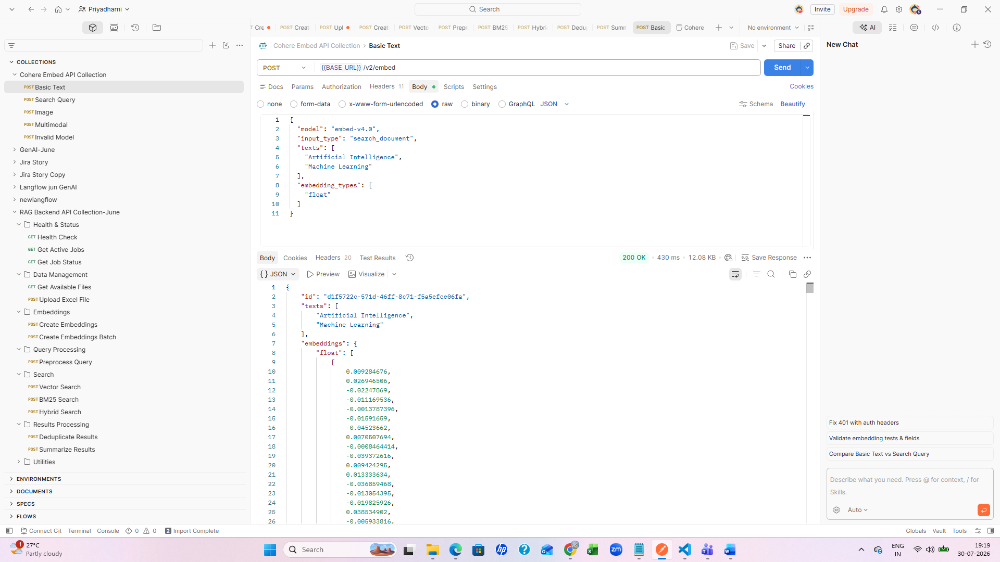 Priyadharni
Search
Invite
Upgrade
POST Basic
Cohere
No environment
AI
New Chat
COLLECTIONS
Cohere Embed API Collection
POST Basic Text
POST Search Query
POST Image
POST Multimodal
POST Invalid Model
GenAI-June
Jira Story
Jira Story Copy
Langflow jun GenAI
newlangflow
RAG Backend API Collection-June
Health & Status
GET Health Check
GET Get Active Jobs
GET Get Job Status
Data Management
GET Get Available Files
POST Upload Excel File
Embeddings
POST Create Embeddings
POST Create Embeddings Batch
Query Processing
POST Preprocess Query
Search
POST Vector Search
POST BM25 Search
POST Hybrid Search
Results Processing
POST Deduplicate Results
POST Summarize Results
Utilities
ENVIRONMENTS
DOCUMENTS
SPECS
FLOWS
T Cre
POST Creat
POST Upl
POST Creat
POST Vecto
POST Prepr
POST BM25
POST Hybri
POST Dedu
POST Summ
Cohere Embed API Collection > Basic Text
Save
Share
POST
{{BASE_URL}} /v2/embed
Send
Docs Params Authorization Headers 11 Body Scripts Settings
Cookies
none form-data x-www-form-urlencoded raw binary GraphQL JSON
Schema Beautify
1 {
2 "model": "embed-v4.0",
3 "input_type": "search_document",
4 "texts": [
5 "Artificial Intelligence",
6 "Machine Learning"
7 ],
8 "embedding_types": [
9 "float"
10 ]
11 }
Body Cookies Headers 20 Test Results
200 OK • 430 ms • 12.08 KB
e.g. Save Response
{} JSON Preview Visualize
1 {
2 "id": "d1f5722c-571d-46ff-8c71-f5a5efce06fa",
3 "texts": [
4 "Artificial Intelligence",
5 "Machine Learning"
6 ],
7 "embeddings": {
8 "float": [
9 [
10 0.009284676,
11 0.026946506,
12 -0.02247869,
13 -0.011169536,
14 -0.0013787396,
15 -0.01591659,
16 -0.04523662,
17 0.0070507694,
18 -0.0008464414,
19 -0.039372616,
20 0.009424295,
21 0.013333634,
22 -0.036859468,
23 -0.013054395,
24 -0.019825926,
25 0.038534902,
26 -0.005933816,
Fix 401 with auth headers
Validate embedding tests & fields
Compare Basic Text vs Search Query
Describe what you need. Press @ for context, / for
Skills.
Auto
Connect Git Terminal Console 0 0 2 Import Complete
Globals Vault Tools
1
27°C
Partly cloudy
Search
zm
ENG
IN
19:19
30-07-2026